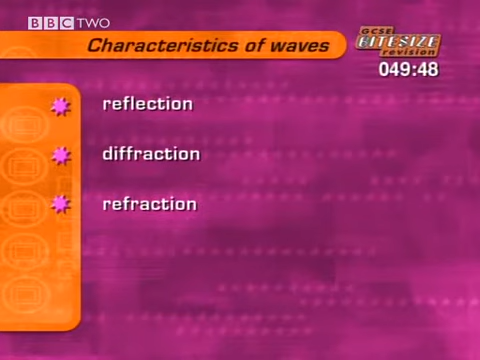 BBC TWO
Characteristics of waves
GCSE
BITESIZE
revision
049:48
reflection
diffraction
refraction